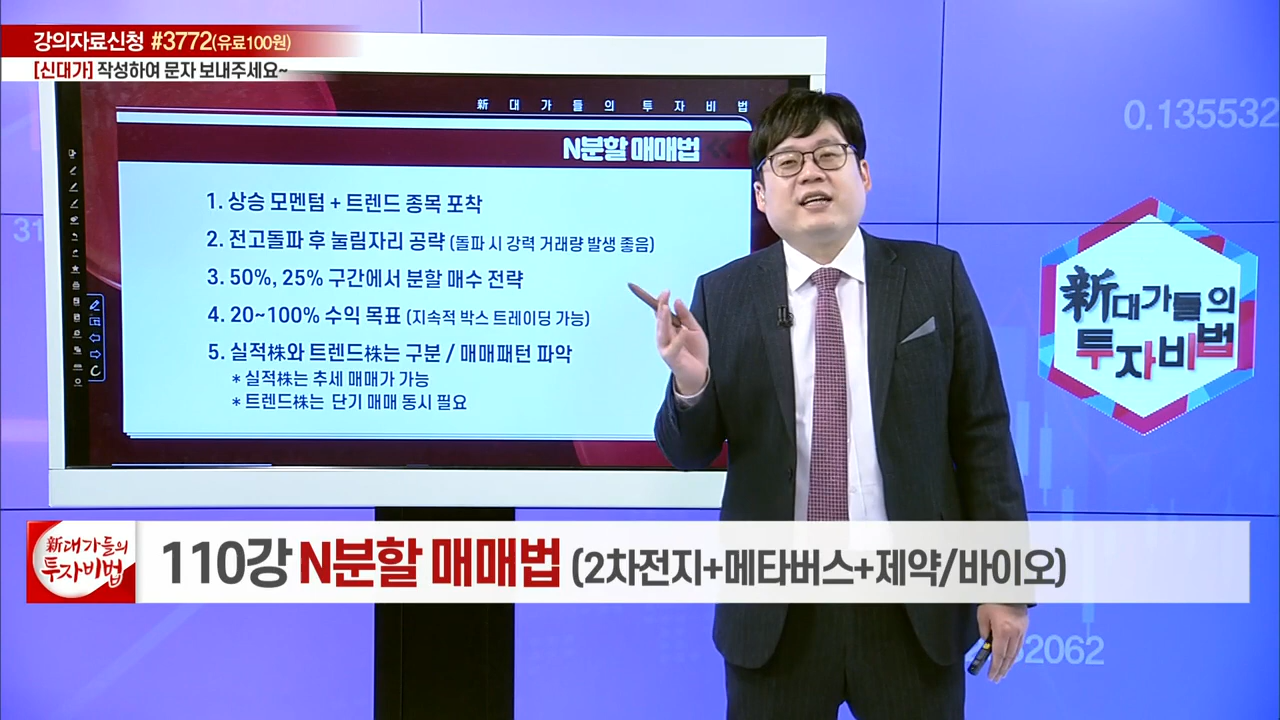 강의자료신청 #3772(유료100원)
[신대가] 작성하여 문자 보내주세요~
新 대 가 들 의 투 자 비 법
N분할 매매법
1. 상승 모멘텀 + 트렌드 종목 포착
2. 전고돌파 후 눌림자리 공략 (돌파 시 강력 거래량 발생 좋음)
3. 50%, 25% 구간에서 분할 매수 전략
4. 20~100% 수익 목표 (지속적 박스 트레이딩 가능)
5. 실적株와 트렌드株는 구분 / 매매패턴 파악
* 실적株는 추세 매매가 가능
* 트렌드株는 단기 매매 동시 필요
0.135532
31
新대가들의
투자비법
新대가들의
투자비법
110강 N분할 매매법 (2차전지+메타버스+제약/바이오)
52062